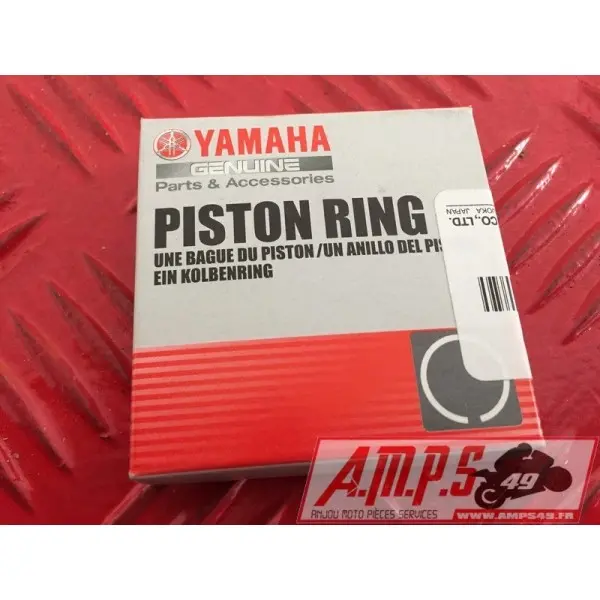 YAMAHA
GENUINE
Parts & Accessories
PISTON RING
UNE BAGUE DU PISTON/UN ANILLO DEL PIS
EIN KOLBENRING
CO., LTD.
OKA JAPAN
A.M.P.S
49
ANJOU MOTO PIÈCES SERVICES
WWW.AMPS49.FR